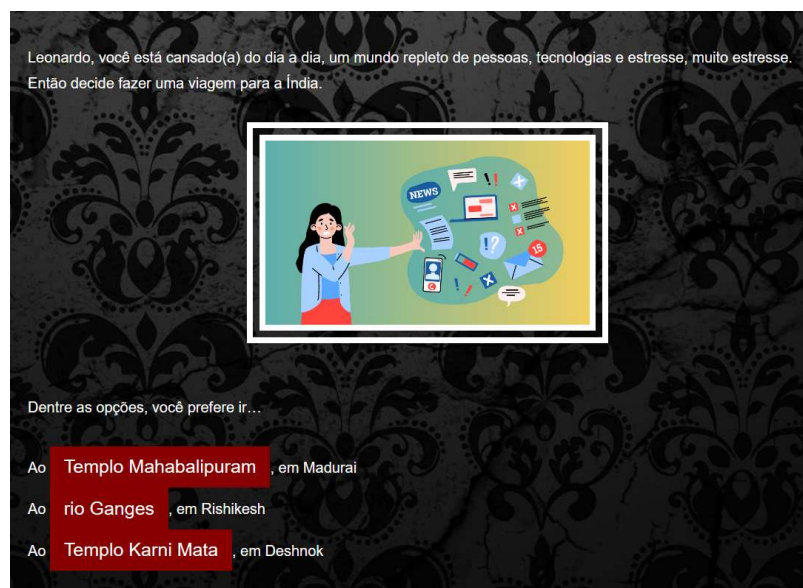 Leonardo, você está cansado(a) do dia a dia, um mundo repleto de pessoas, tecnologias e estresse, muito estresse.
Então decide fazer uma viagem para a Índia.
NEWS
!!
!?
15
!!
Dentre as opções, você prefere ir…
Ao Templo Mahabalipuram , em Madurai
Ao rio Ganges , em Rishikesh
Ao Templo Karni Mata , em Deshnok